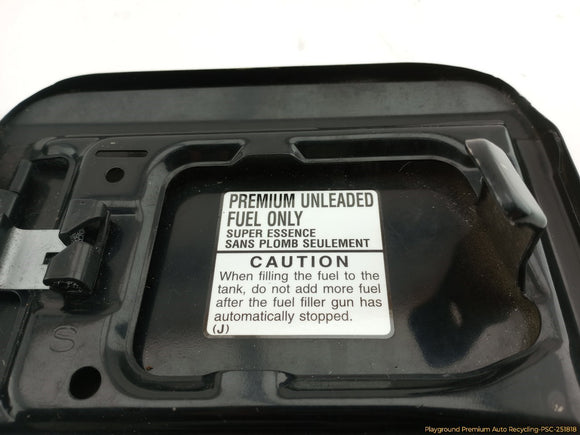 PREMIUM UNLEADED
FUEL ONLY
SUPER ESSENCE
SANS PLOMB SEULEMENT
CAUTION
When filling the fuel to the
tank, do not add more fuel
after the fuel filler gun has
automatically stopped.
(J)
S
Playground Premium Auto Recycling-PSC-251818